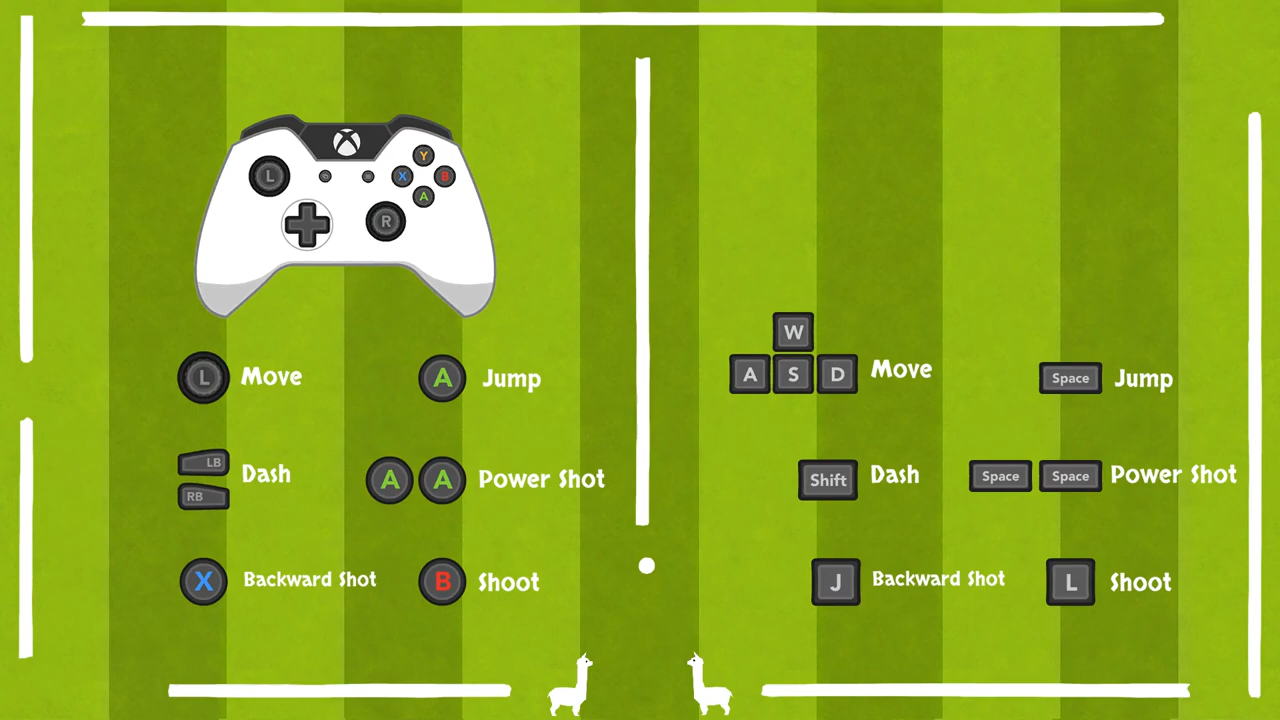 Y
L
X
B
A
R
L
Move
A
Jump
LB
RB
Dash
A
A
Power Shot
X
Backward Shot
B
Shoot
W
A
S
D
Move
Space
Jump
Shift
Dash
Space
Space
Power Shot
J
Backward Shot
L
Shoot